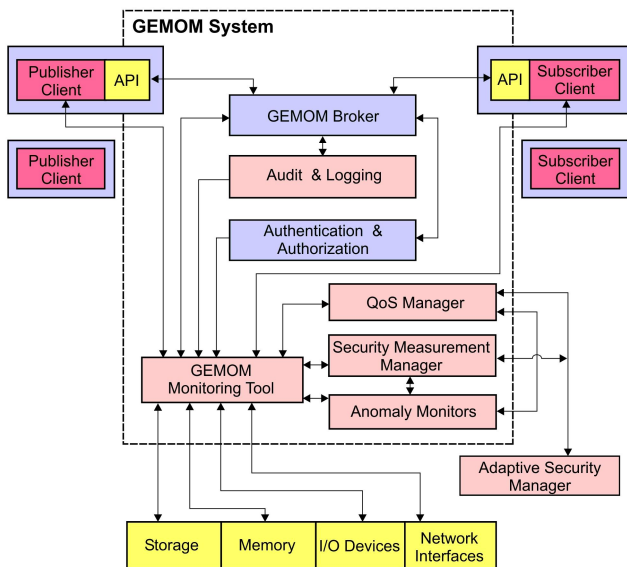 GEMOM System
Publisher
Client
API
API
Subscriber
Client
GEMOM Broker
Publisher
Client
Audit & Logging
Subscriber
Client
Authentication &
Authorization
QoS Manager
Security Measurement
Manager
GEMOM
Monitoring Tool
Anomaly Monitors
Adaptive Security
Manager
Storage
Memory
I/O Devices
Network
Interfaces